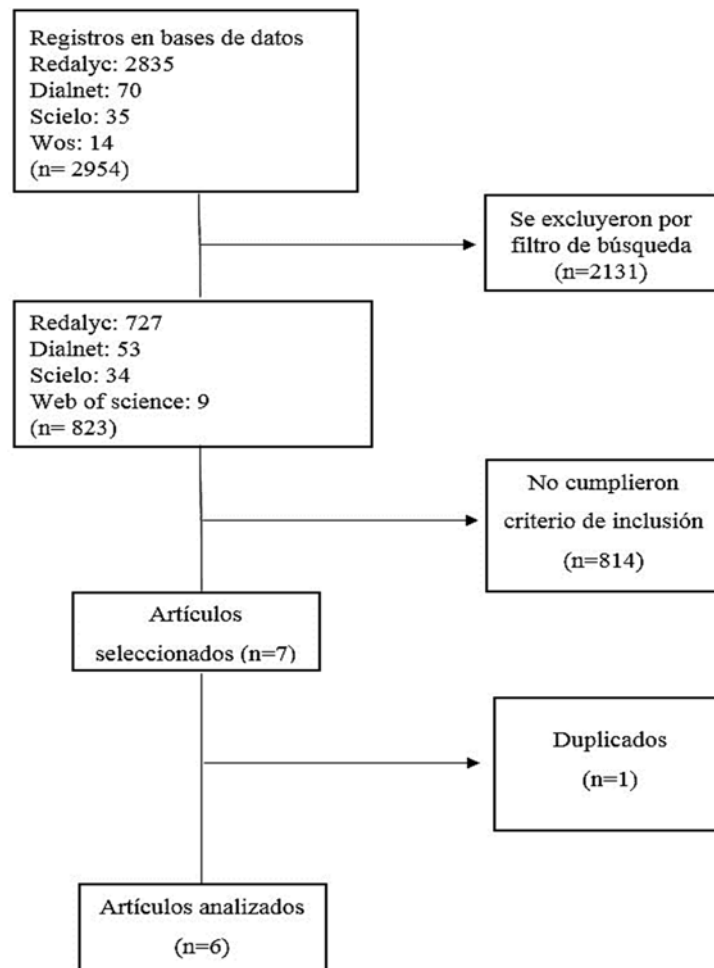 Registros en bases de datos
Redalyc: 2835
Dialnet: 70
Scielo: 35
Wos: 14
(n= 2954)
Se excluyeron por
filtro de búsqueda
(n=2131)
Redalyc: 727
Dialnet: 53
Scielo: 34
Web of science: 9
(n= 823)
No cumplieron
criterio de inclusión
(n=814)
Artículos
seleccionados (n=7)
Duplicados
(n=1)
Artículos analizados
(n=6)